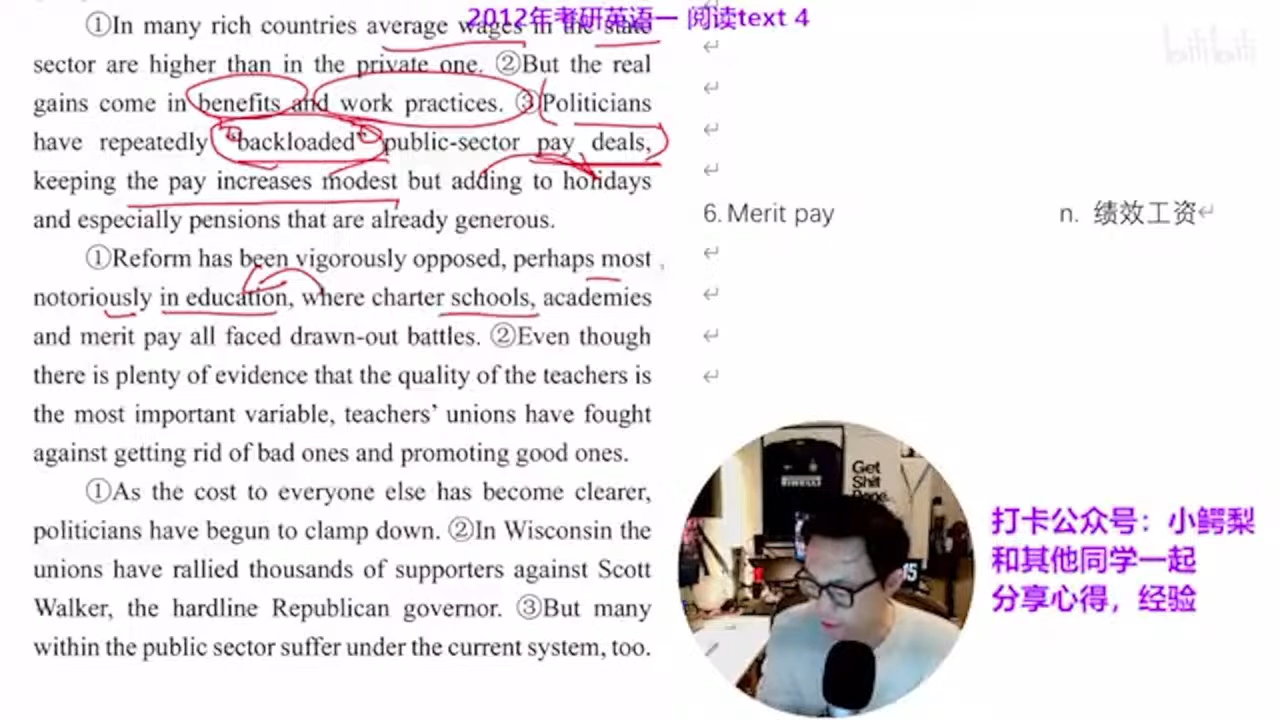 2012年考研英语一 阅读text 4
①In many rich countries average wages in the state
sector are higher than in the private one. ②But the real
gains come in benefits and work practices. ③Politicians
have repeatedly "backloaded" public-sector pay deals,
keeping the pay increases modest but adding to holidays
and especially pensions that are already generous.
①Reform has been vigorously opposed, perhaps most
notoriously in education, where charter schools, academies
and merit pay all faced drawn-out battles. ②Even though
there is plenty of evidence that the quality of the teachers is
the most important variable, teachers’ unions have fought
against getting rid of bad ones and promoting good ones.
①As the cost to everyone else has become clearer,
politicians have begun to clamp down. ②In Wisconsin the
unions have rallied thousands of supporters against Scott
Walker, the hardline Republican governor. ③But many
within the public sector suffer under the current system, too.
bilibili
6. Merit pay n. 绩效工资
PIRELLI
Get
Shit
Done.
打卡公众号：小鳄梨
和其他同学一起
分享心得，经验